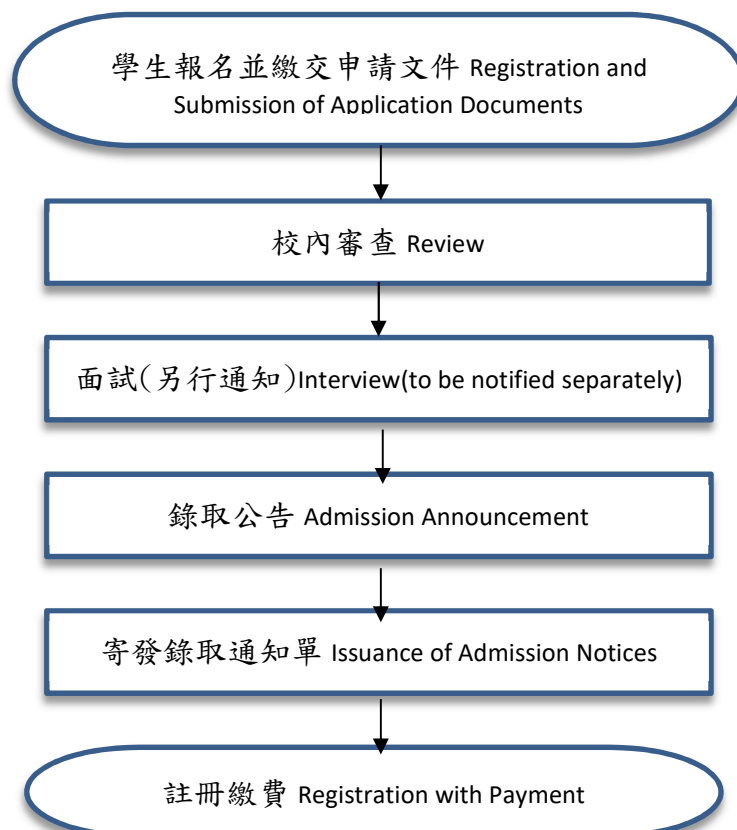 學生報名並繳交申請文件 Registration and
Submission of Application Documents
校內審查 Review
面試(另行通知)Interview(to be notified separately)
錄取公告 Admission Announcement
寄發錄取通知單 Issuance of Admission Notices
註冊繳費 Registration with Payment